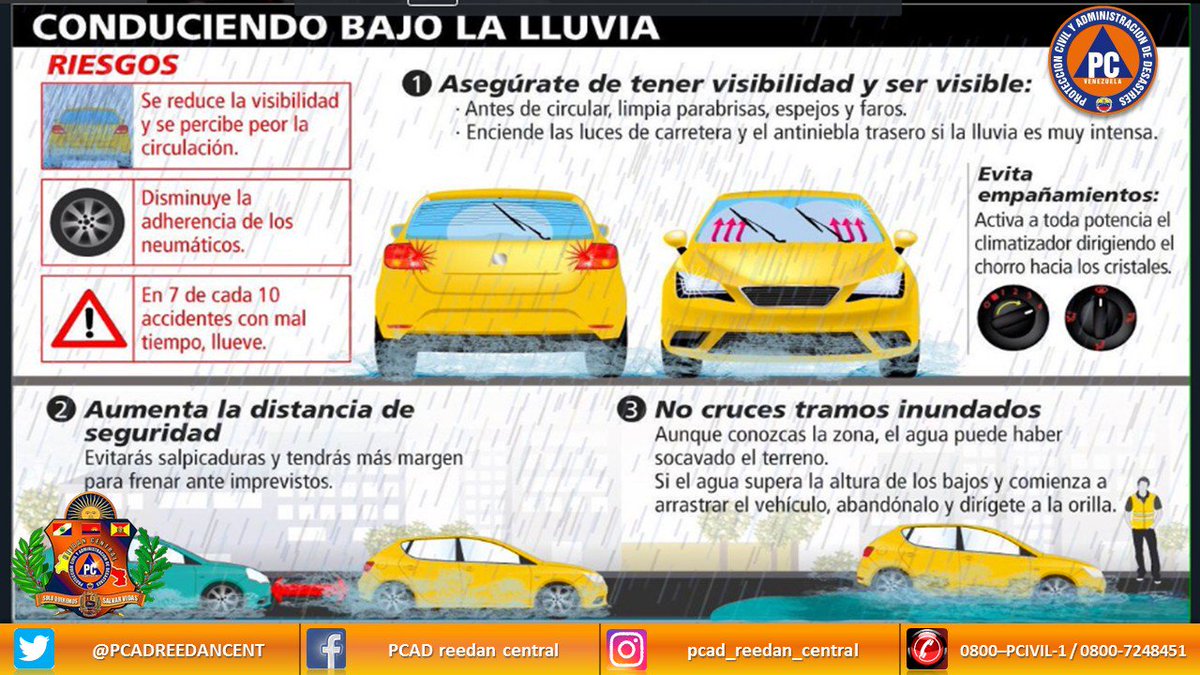 CONDUCIENDO BAJO LA LLUVIA
RIESGOS
Se reduce la visibilidad
y se percibe peor la
circulación.
Disminuye la
adherencia de los
neumáticos.
En 7 de cada 10
accidentes con mal
tiempo, llueve.
1 Asegúrate de tener visibilidad y ser visible:
· Antes de circular, limpia parabrisas, espejos y faros.
· Enciende las luces de carretera y el antiniebla trasero si la lluvia es muy intensa.
PROTECCION CIVIL Y ADMINISTRACION DE DESASTRES
PC
VENEZUELA
Evita
empañamientos:
Activa a toda potencia el
climatizador dirigiendo el
chorro hacia los cristales.
2 Aumenta la distancia de
seguridad
Evitarás salpicaduras y tendrás más margen
para frenar ante imprevistos.
3 No cruces tramos inundados
Aunque conozcas la zona, el agua puede haber
socavado el terreno.
Si el agua supera la altura de los bajos y comienza a
arrastrar el vehículo, abandónalo y dirígete a la orilla.
REDAN CENTRAL
PC
SOLO QUEREMOS SALVAR VIDAS
@PCADREEDANCENT
PCAD reedan central
pcad_reedan_central
0800–PCIVIL-1 / 0800-7248451